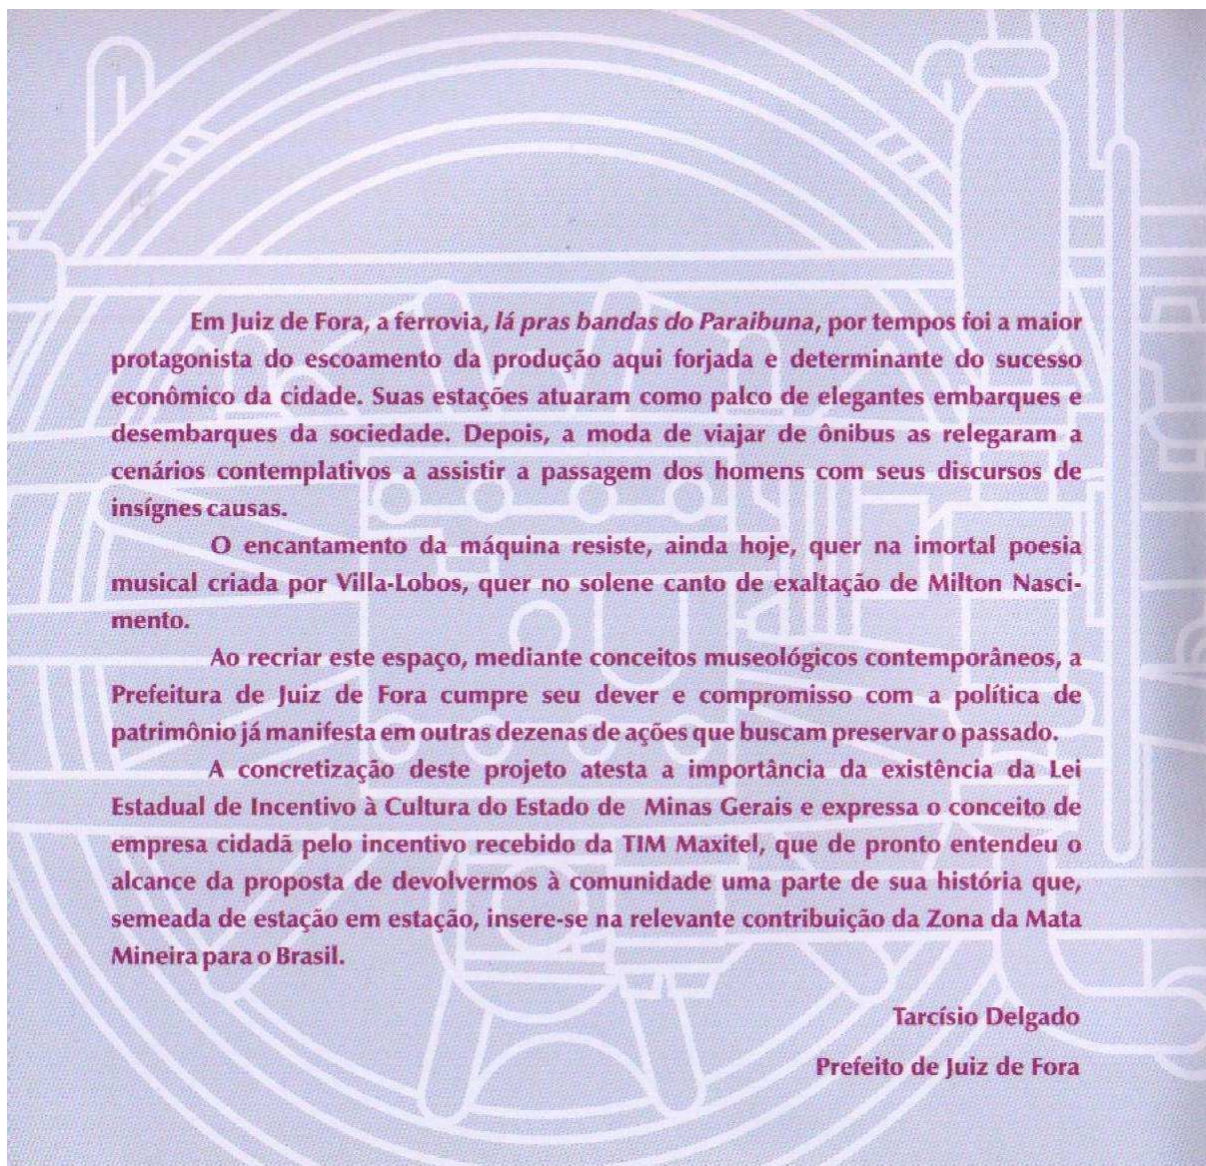 Em Juiz de Fora, a ferrovia, lá pras bandas do Paraibuna, por tempos foi a maior
protagonista do escoamento da produção aqui forjada e determinante do sucesso
econômico da cidade. Suas estações atuaram como palco de elegantes embarques e
desembarques da sociedade. Depois, a moda de viajar de ônibus as relegaram a
cenários contemplativos a assistir a passagem dos homens com seus discursos de
insígnes causas.
O encantamento da máquina resiste, ainda hoje, quer na imortal poesia
musical criada por Villa-Lobos, quer no solene canto de exaltação de Milton Nasci-
mento.
Ao recriar este espaço, mediante conceitos museológicos contemporâneos, a
Prefeitura de Juiz de Fora cumpre seu dever e compromisso com a política de
patrimônio já manifesta em outras dezenas de ações que buscam preservar o passado.
A concretização deste projeto atesta a importância da existência da Lei
Estadual de Incentivo à Cultura do Estado de Minas Gerais e expressa o conceito de
empresa cidadã pelo incentivo recebido da TIM Maxitel, que de pronto entendeu o
alcance da proposta de devolvermos à comunidade uma parte de sua história que,
semeada de estação em estação, insere-se na relevante contribuição da Zona da Mata
Mineira para o Brasil.
Tarcísio Delgado
Prefeito de Juiz de Fora